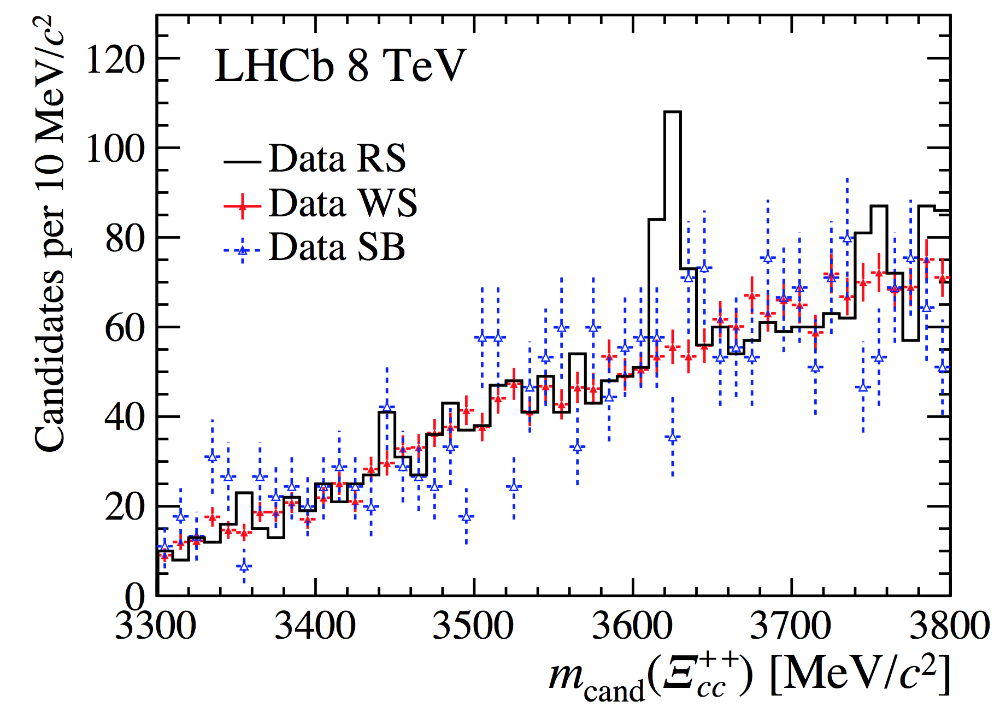 Candidates per 10 MeV/c²
120
100
80
60
40
20
0
LHCb 8 TeV
Data RS
Data WS
Data SB
3300 3400 3500 3600 3700 3800
m_cand(Ξ_cc^++) [MeV/c²]